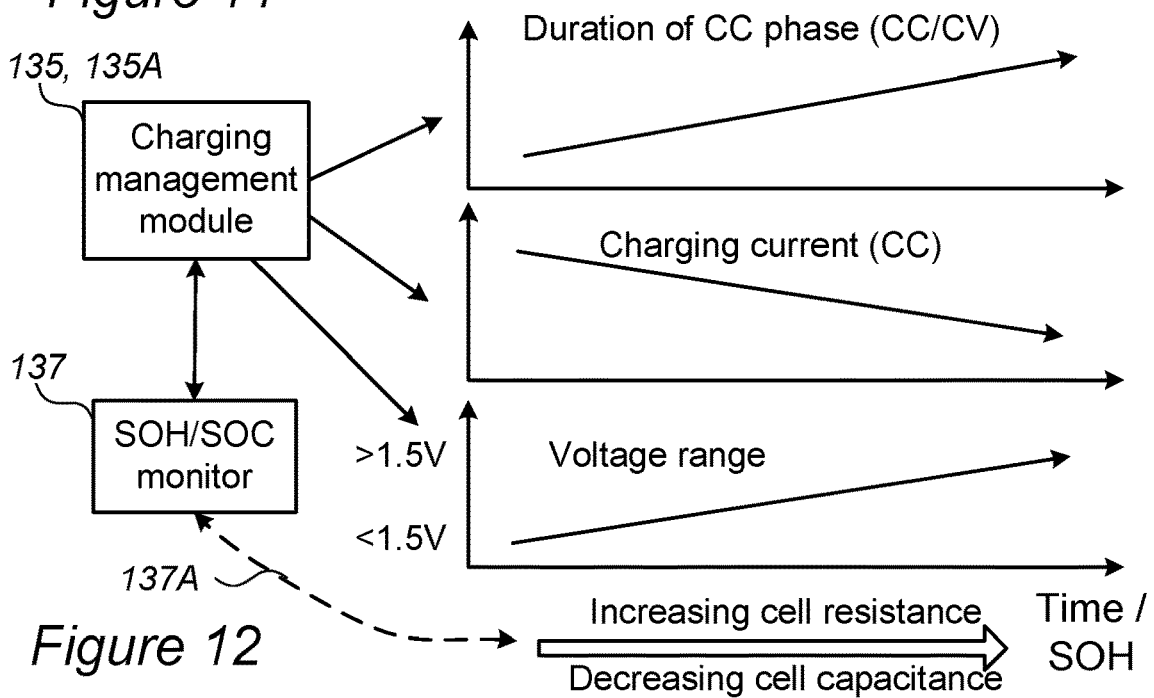 Figure 11
135, 135A
Charging
management
module
137
SOH/SOC
monitor
137A
Duration of CC phase (CC/CV)
Charging current (CC)
>1.5V
Voltage range
<1.5V
Increasing cell resistance
Decreasing cell capacitance
Time /
SOH
Figure 12